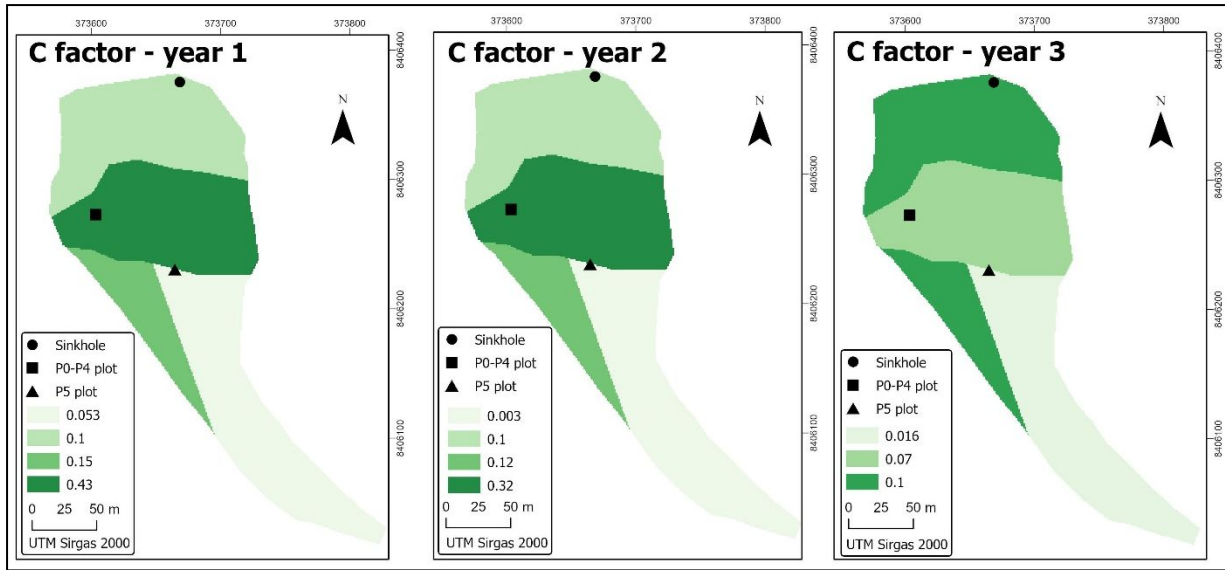 373600 373700 373800
C factor - year 1
N
8406400
8406300
8406200
8406100
Sinkhole
P0-P4 plot
P5 plot
0.053
0.1
0.15
0.43
0 25 50 m
UTM Sirgas 2000
373600 373700 373800
C factor - year 2
N
8406400
8406300
8406200
8406100
Sinkhole
P0-P4 plot
P5 plot
0.003
0.1
0.12
0.32
0 25 50 m
UTM Sirgas 2000
373600 373700 373800
C factor - year 3
N
8406400
8406300
8406200
8406100
Sinkhole
P0-P4 plot
P5 plot
0.016
0.07
0.1
0 25 50 m
UTM Sirgas 2000